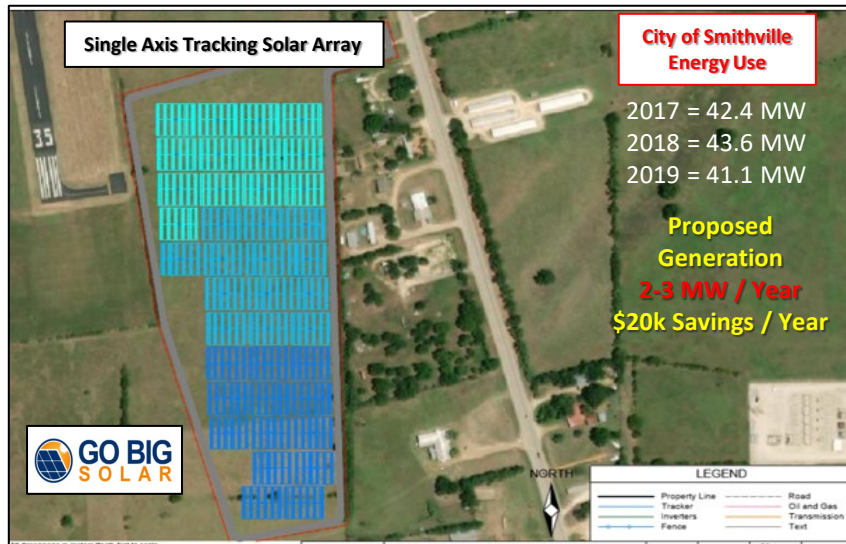 Single Axis Tracking Solar Array
City of Smithville
Energy Use
2017 = 42.4 MW
2018 = 43.6 MW
2019 = 41.1 MW
Proposed
Generation
2-3 MW / Year
$20k Savings / Year
35
GO BIG
SOLAR
NORTH
LEGEND
Property Line
Road
Tracker
Oil and Gas
Inverters
Transmission
Fence
Text